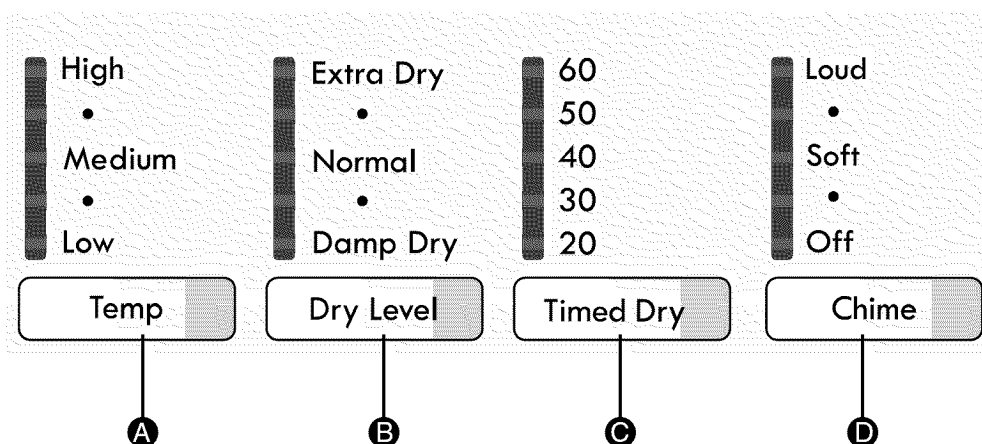 High
Medium
Low
Temp
A
Extra Dry
Normal
Damp Dry
Dry Level
B
60
50
40
30
20
Timed Dry
C
Loud
Soft
Off
Chime
D